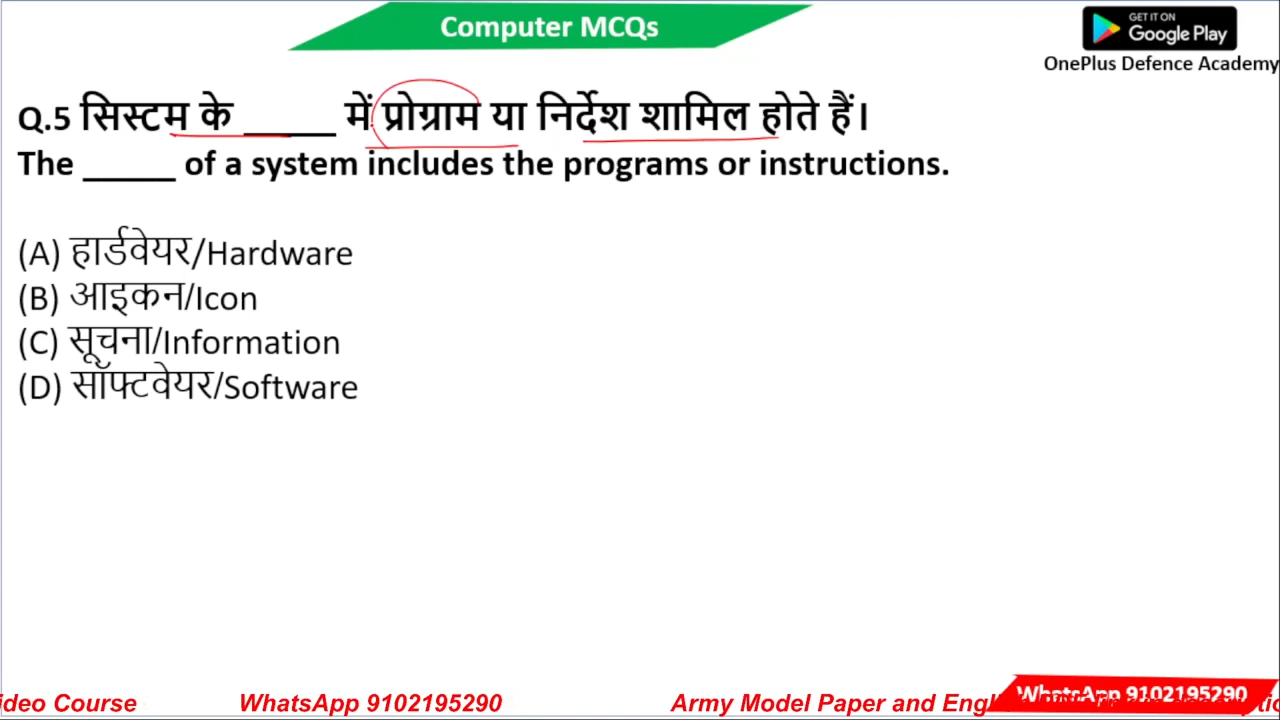 Computer MCQs
GET IT ON
Google Play
OnePlus Defence Academy
Q.5 सिस्टम के _____ में प्रोग्राम या निर्देश शामिल होते हैं।
The _____ of a system includes the programs or instructions.
(A) हार्डवेयर/Hardware
(B) आइकन/Icon
(C) सूचना/Information
(D) सॉफ्टवेयर/Software
WhatsApp 9102195290
ideo Course WhatsApp 9102195290 Army Model Paper and Engl